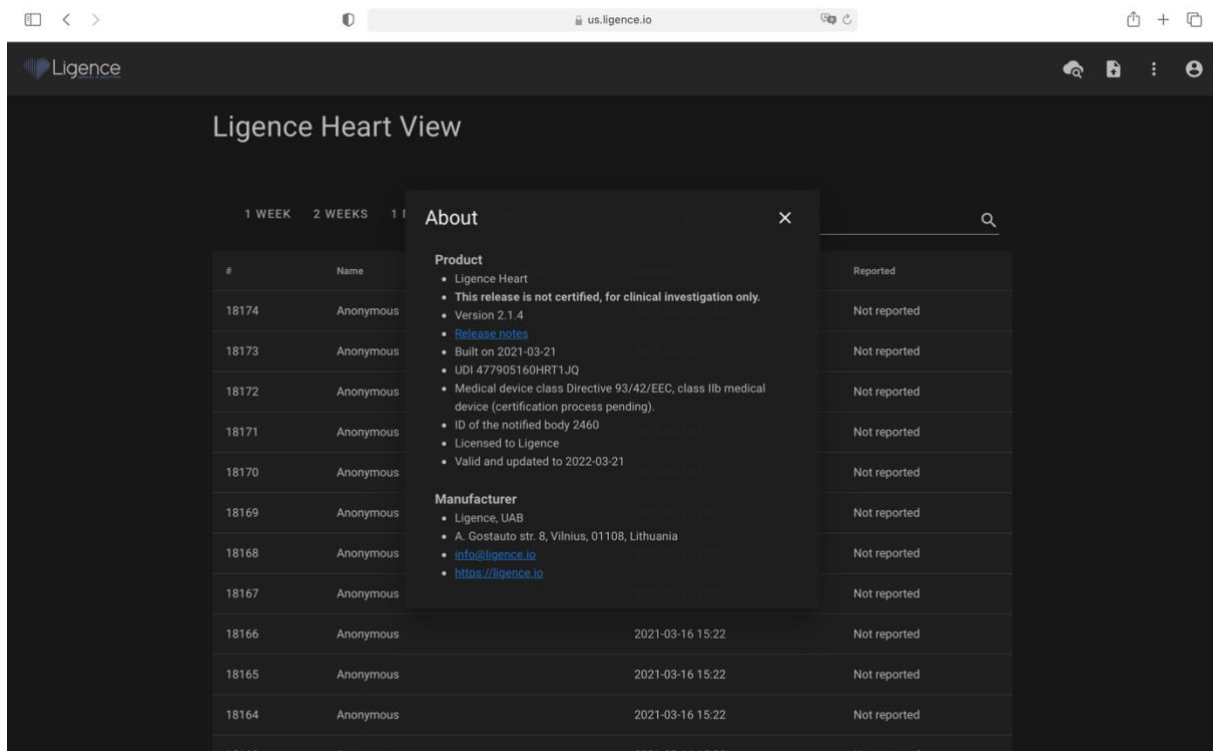 us.ligence.io
Ligence
Ligence Heart View
1 WEEK 2 WEEKS 1
About
Product
• Ligence Heart
• This release is not certified, for clinical investigation only.
• Version 2.1.4
• Release notes
• Built on 2021-03-21
• UDI 477905160HRT1JQ
• Medical device class Directive 93/42/EEC, class IIb medical
device (certification process pending).
• ID of the notified body 2460
• Licensed to Ligence
• Valid and updated to 2022-03-21
Manufacturer
• Ligence, UAB
• A. Gostauto str. 8, Vilnius, 01108, Lithuania
• info@ligence.io
• https://ligence.io
# Name Reported
18174 Anonymous Not reported
18173 Anonymous Not reported
18172 Anonymous Not reported
18171 Anonymous Not reported
18170 Anonymous Not reported
18169 Anonymous Not reported
18168 Anonymous Not reported
18167 Anonymous Not reported
18166 Anonymous 2021-03-16 15:22 Not reported
18165 Anonymous 2021-03-16 15:22 Not reported
18164 Anonymous 2021-03-16 15:22 Not reported